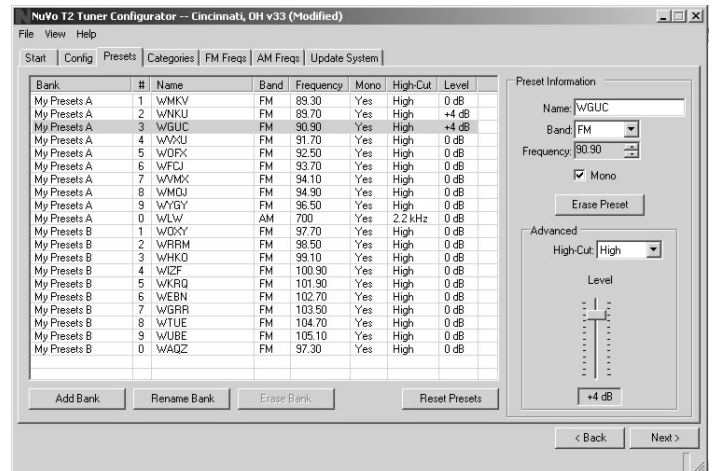 NuVo T2 Tuner Configurator -- Cincinnati, OH v33 (Modified)
File View Help
Start Config Presets Categories FM Freqs AM Freqs Update System
Bank # Name Band Frequency Mono High-Cut Level
My Presets A 1 WMKV FM 89.30 Yes High 0 dB
My Presets A 2 WNKU FM 89.70 Yes High +4 dB
My Presets A 3 WGUC FM 90.90 Yes High +4 dB
My Presets A 4 WVXU FM 91.70 Yes High 0 dB
My Presets A 5 WOFX FM 92.50 Yes High 0 dB
My Presets A 6 WFCJ FM 93.70 Yes High 0 dB
My Presets A 7 WVMX FM 94.10 Yes High 0 dB
My Presets A 8 WMOJ FM 94.90 Yes High 0 dB
My Presets A 9 WYGY FM 96.50 Yes High 0 dB
My Presets A 0 WLW AM 700 Yes 2.2 kHz 0 dB
My Presets B 1 WOXY FM 97.70 Yes High 0 dB
My Presets B 2 WRRM FM 98.50 Yes High 0 dB
My Presets B 3 WHKO FM 99.10 Yes High 0 dB
My Presets B 4 WIZF FM 100.90 Yes High 0 dB
My Presets B 5 WKRQ FM 101.90 Yes High 0 dB
My Presets B 6 WEBN FM 102.70 Yes High 0 dB
My Presets B 7 WGRR FM 103.50 Yes High 0 dB
My Presets B 8 WTUE FM 104.70 Yes High 0 dB
My Presets B 9 WUBE FM 105.10 Yes High 0 dB
My Presets B 0 WAQZ FM 97.30 Yes High 0 dB
Add Bank Rename Bank Erase Bank Reset Presets
Preset Information
Name: WGUC
Band: FM
Frequency: 90.90
Mono
Erase Preset
Advanced
High-Cut: High
Level
+4 dB
< Back Next >